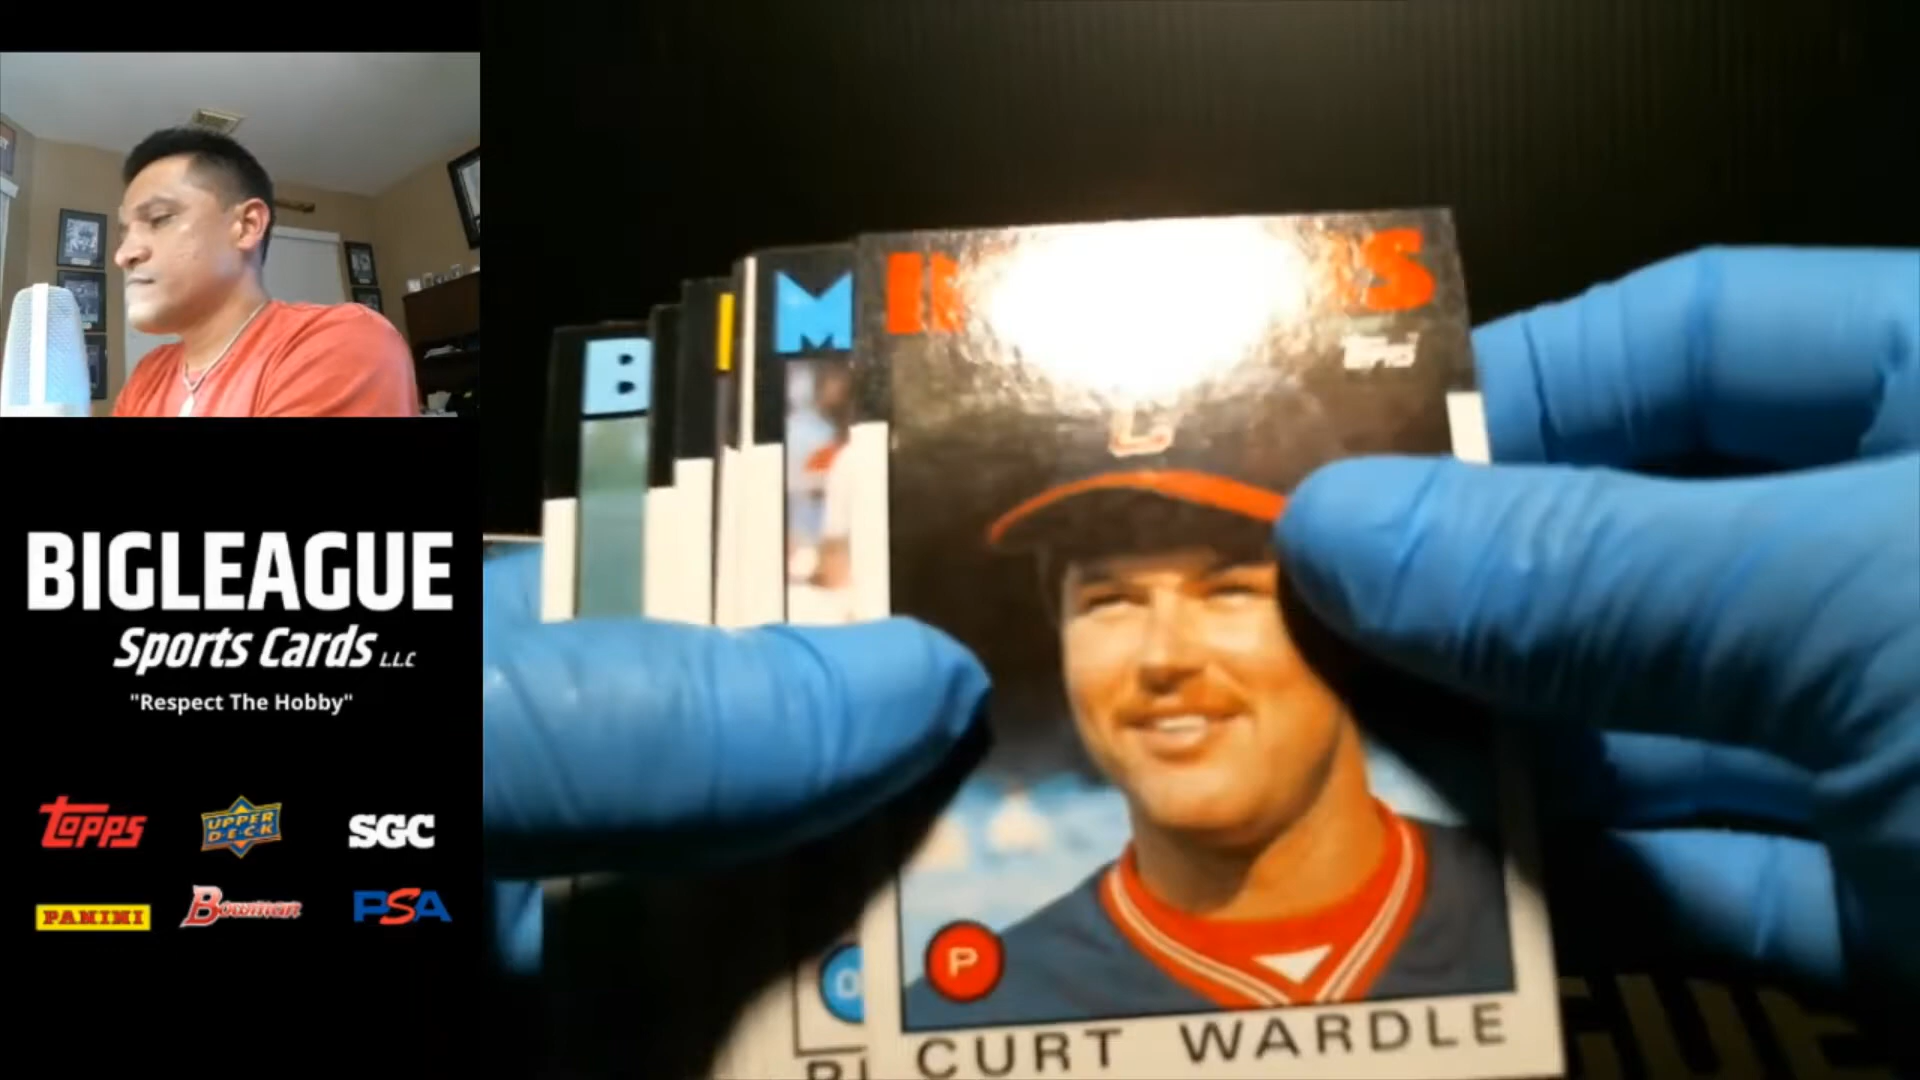 BIGLEAGUE
Sports Cards L.L.C
"Respect The Hobby"
Topps
UPPER DECK
SGC
PANINI
Bowman
PSA
B
M
Topps
P
CURT WARDLE